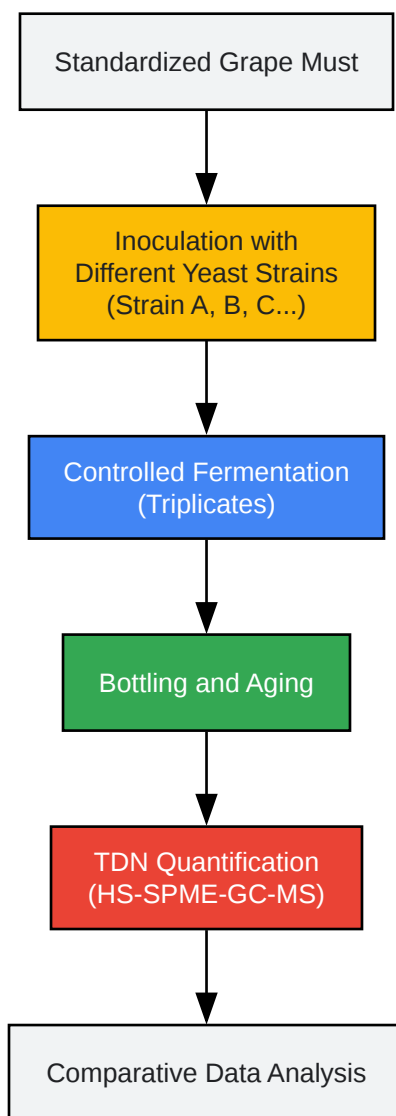 Standardized Grape Must
Inoculation with
Different Yeast Strains
(Strain A, B, C...)
Controlled Fermentation
(Triplicates)
Bottling and Aging
TDN Quantification
(HS-SPME-GC-MS)
Comparative Data Analysis